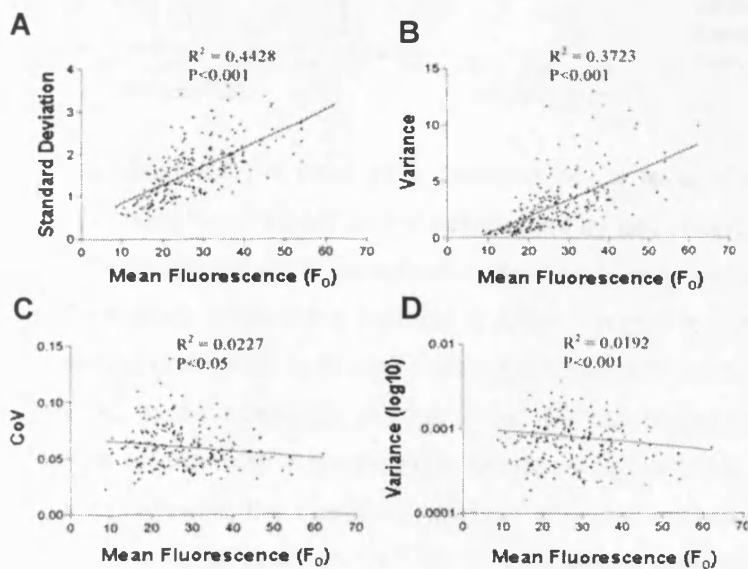 A
R² = 0.4428
P<0.001
Standard Deviation
4
3
2
1
0
0 10 20 30 40 50 60 70
Mean Fluorescence (F₀)
B
R² = 0.3723
P<0.001
Variance
15
10
5
0
0 10 20 30 40 50 60 70
Mean Fluorescence (F₀)
C
R² = 0.0227
P<0.05
CoV
0.15
0.10
0.05
0.00
0 10 20 30 40 50 60 70
Mean Fluorescence (F₀)
D
R² = 0.0192
P<0.001
Variance (log10)
0.01
0.001
0.0001
0 10 20 30 40 50 60 70
Mean Fluorescence (F₀)